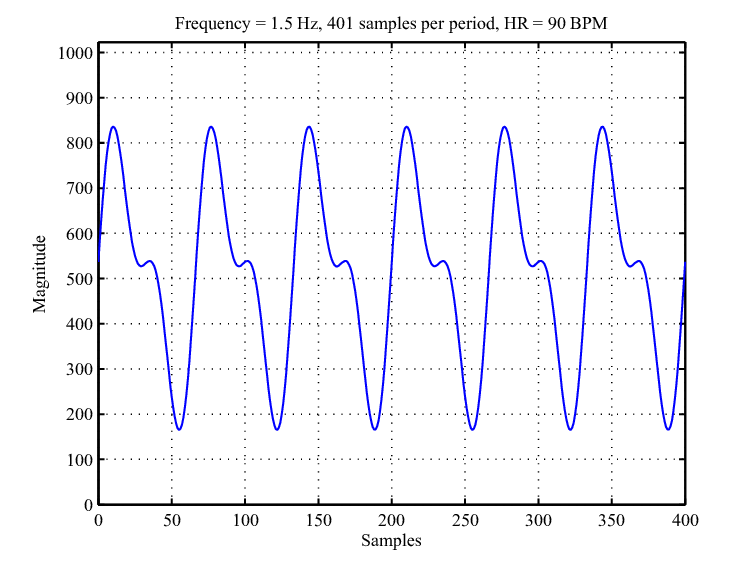 Frequency = 1.5 Hz, 401 samples per period, HR = 90 BPM
1000
900
800
700
600
500
400
300
200
100
0
Magnitude
0 50 100 150 200 250 300 350 400
Samples